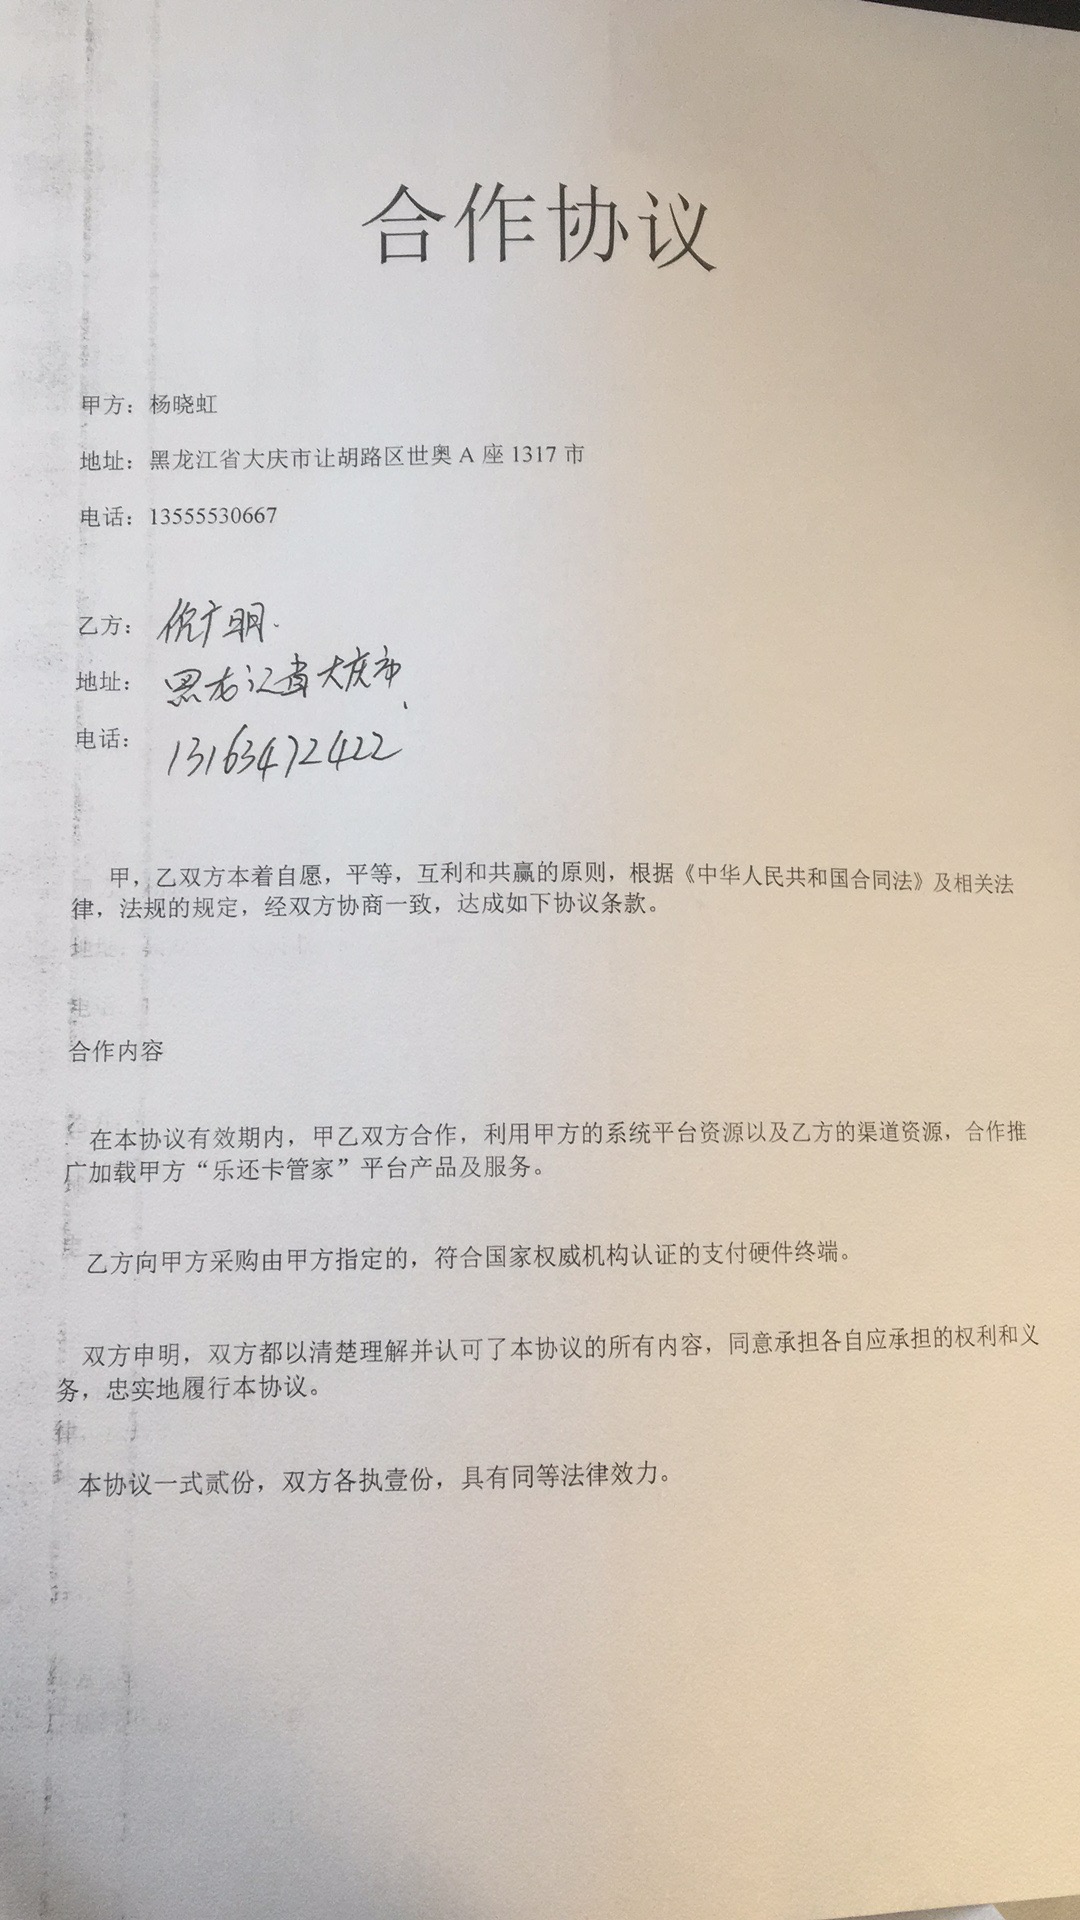 合作协议
甲方：杨晓虹
地址：黑龙江省大庆市让胡路区世奥 A 座 1317 市
电话：13555530667
乙方：倪广明
地址：黑龙江省大庆市
电话：13163472422
甲，乙双方本着自愿，平等，互利和共赢的原则，根据《中华人民共和国合同法》及相关法
律，法规的规定，经双方协商一致，达成如下协议条款。
合作内容
在本协议有效期内，甲乙双方合作，利用甲方的系统平台资源以及乙方的渠道资源，合作推
广加载甲方“乐还卡管家”平台产品及服务。
乙方向甲方采购由甲方指定的，符合国家权威机构认证的支付硬件终端。
双方申明，双方都以清楚理解并认可了本协议的所有内容，同意承担各自应承担的权利和义
务，忠实地履行本协议。
本协议一式贰份，双方各执壹份，具有同等法律效力。